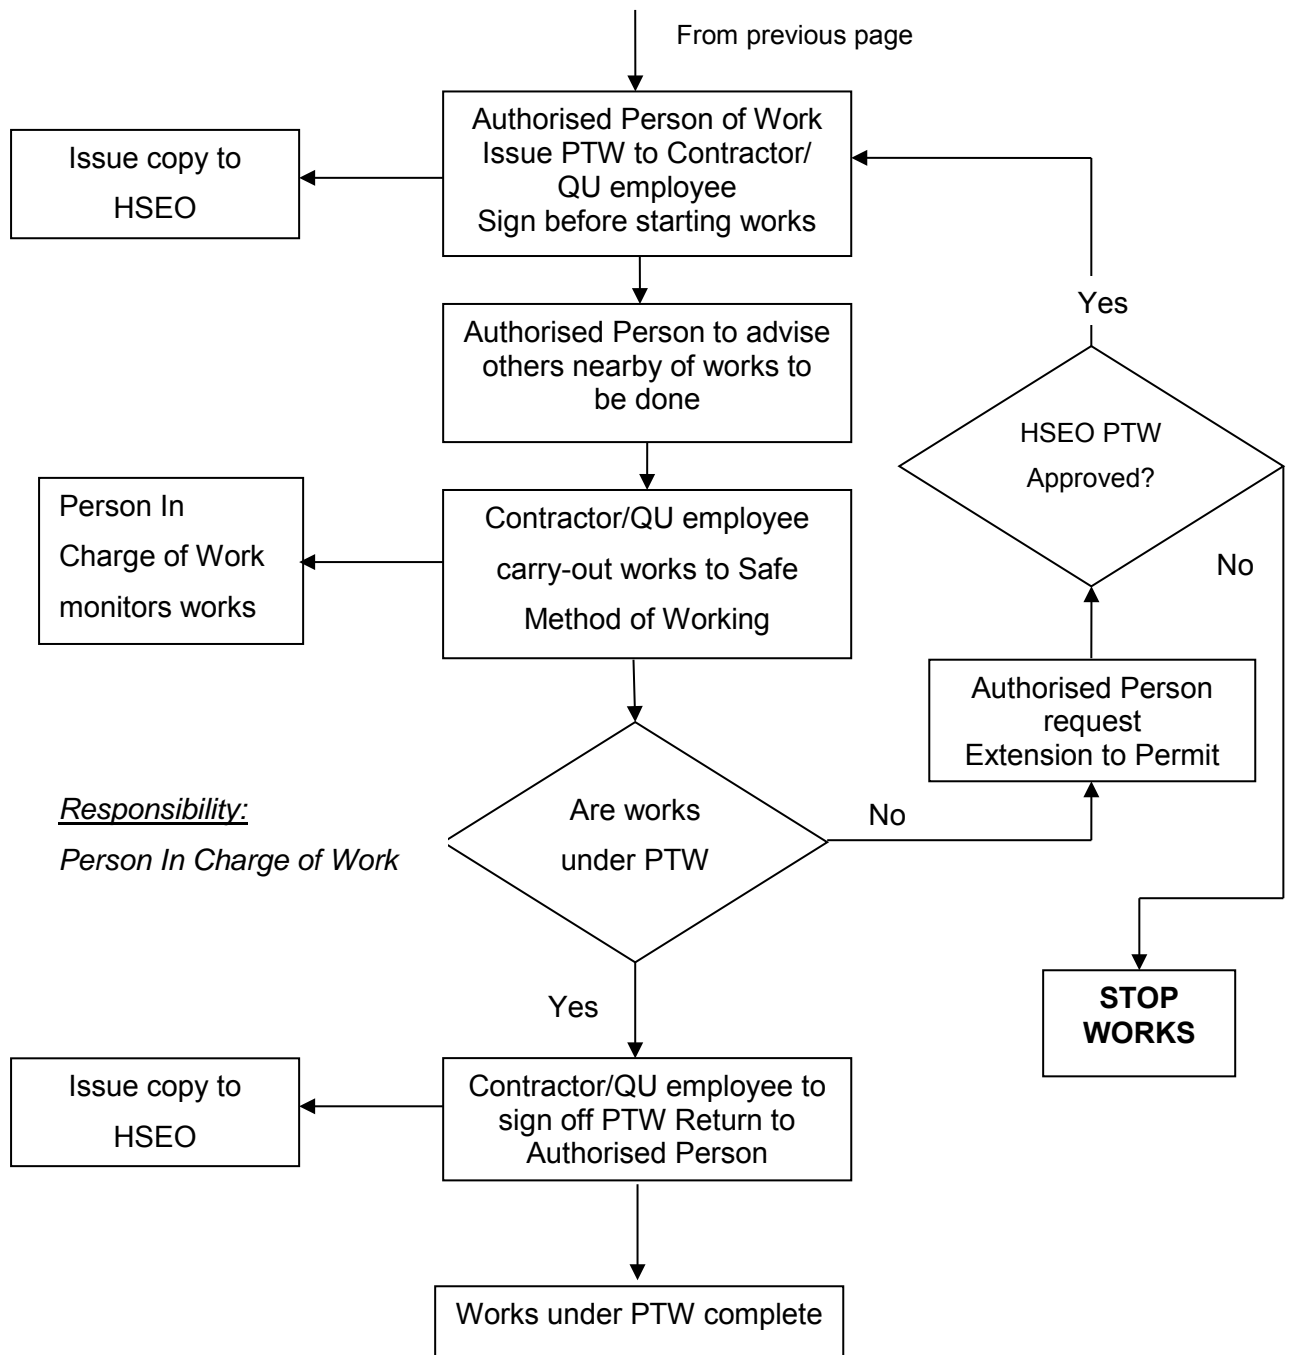 From previous page
Authorised Person of Work
Issue PTW to Contractor/
QU employee
Sign before starting works
Issue copy to
HSEO
Yes
Authorised Person to advise
others nearby of works to
be done
HSEO PTW
Approved?
Person In
Charge of Work
monitors works
Contractor/QU employee
carry-out works to Safe
Method of Working
No
Authorised Person
request
Extension to Permit
Responsibility:
Person In Charge of Work
Are works
under PTW
No
STOP
WORKS
Yes
Issue copy to
HSEO
Contractor/QU employee to
sign off PTW Return to
Authorised Person
Works under PTW complete